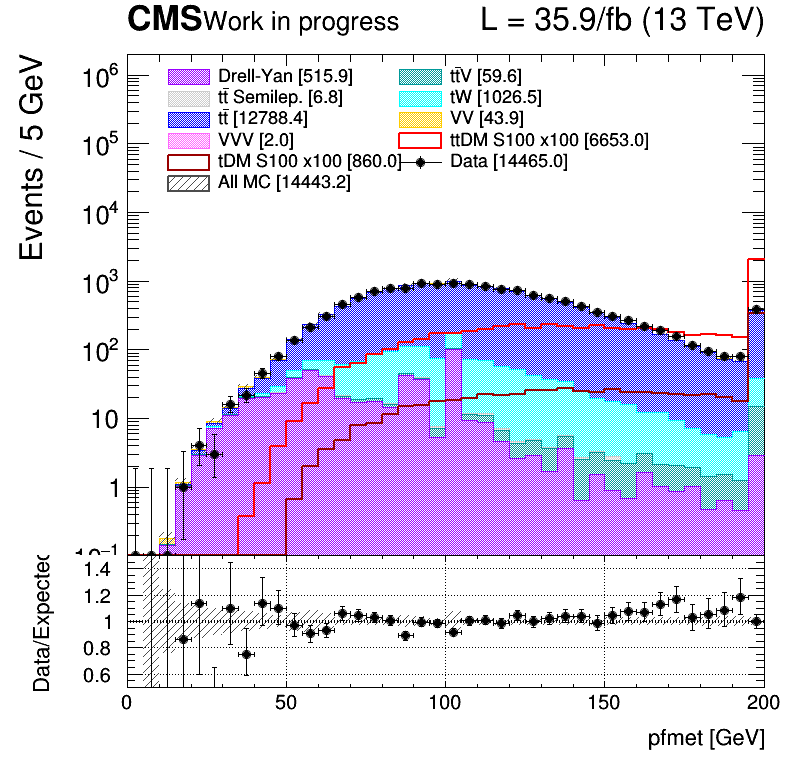 CMS Work in progress L = 35.9/fb (13 TeV)
Events / 5 GeV
10⁶
10⁵
10⁴
10³
10²
10
1
10⁻¹
Drell-Yan [515.9] tt̄V [59.6]
tt̄ Semilep. [6.8] tW [1026.5]
tt̄ [12788.4] VV [43.9]
VVV [2.0] ttDM S100 x100 [6653.0]
tDM S100 x100 [860.0] Data [14465.0]
All MC [14443.2]
Data/Expected
1.4
1.2
1
0.8
0.6
0 50 100 150 200
pfmet [GeV]